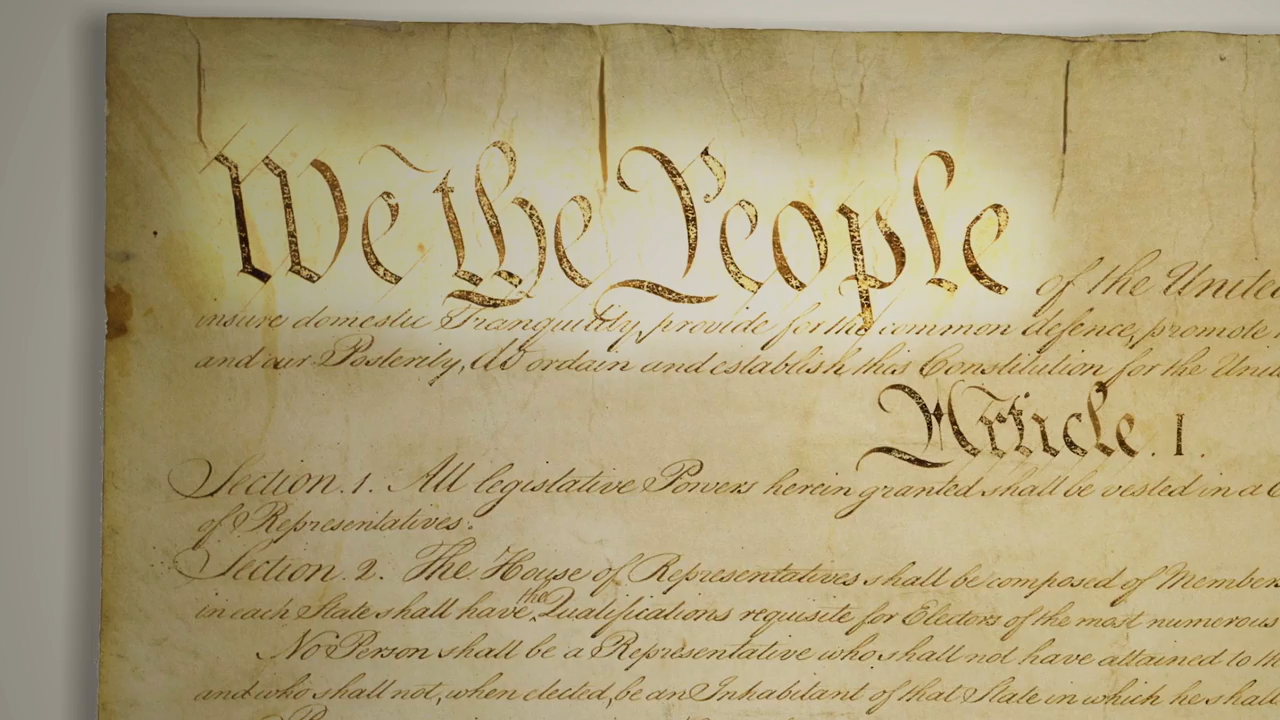 We the People of the United
insure domestic Tranquility, provide for the common defence, promote
and our Posterity, do ordain and establish this Constitution for the Unit
Article. I.
Section. 1. All legislative Powers herein granted shall be vested in a C
of Representatives.
Section. 2. The House of Representatives shall be composed of Member
the
in each State shall have Qualifications requisite for Electors of the most numerous
No Person shall be a Representative who shall not have attained to the
and who shall not, when elected, be an Inhabitant of that State in which he shall